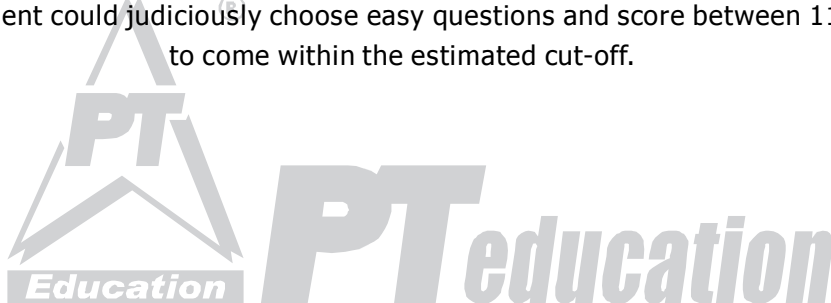 ent could judiciously choose easy questions and score between 11
to come within the estimated cut-off.
(R)
PT
Education
PT education